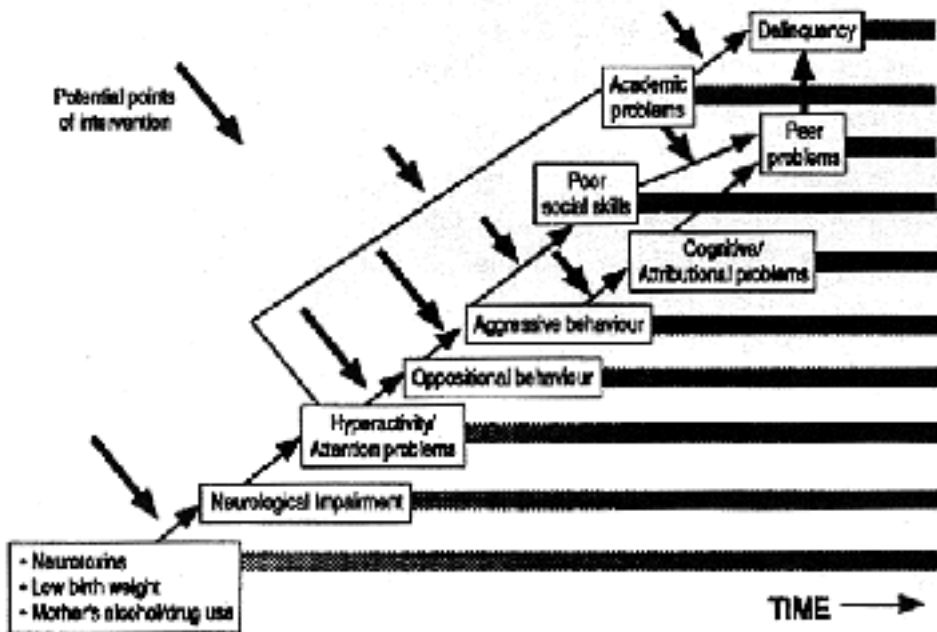 Delinquency
Potential points
of intervention
Academic
problems
Peer
problems
Poor
social skills
Cognitive/
Attributional problems
Aggressive behaviour
Oppositional behaviour
Hyperactivity/
Attention problems
Neurological impairment
• Neurotoxins
• Low birth weight
• Mother's alcohol/drug use
TIME